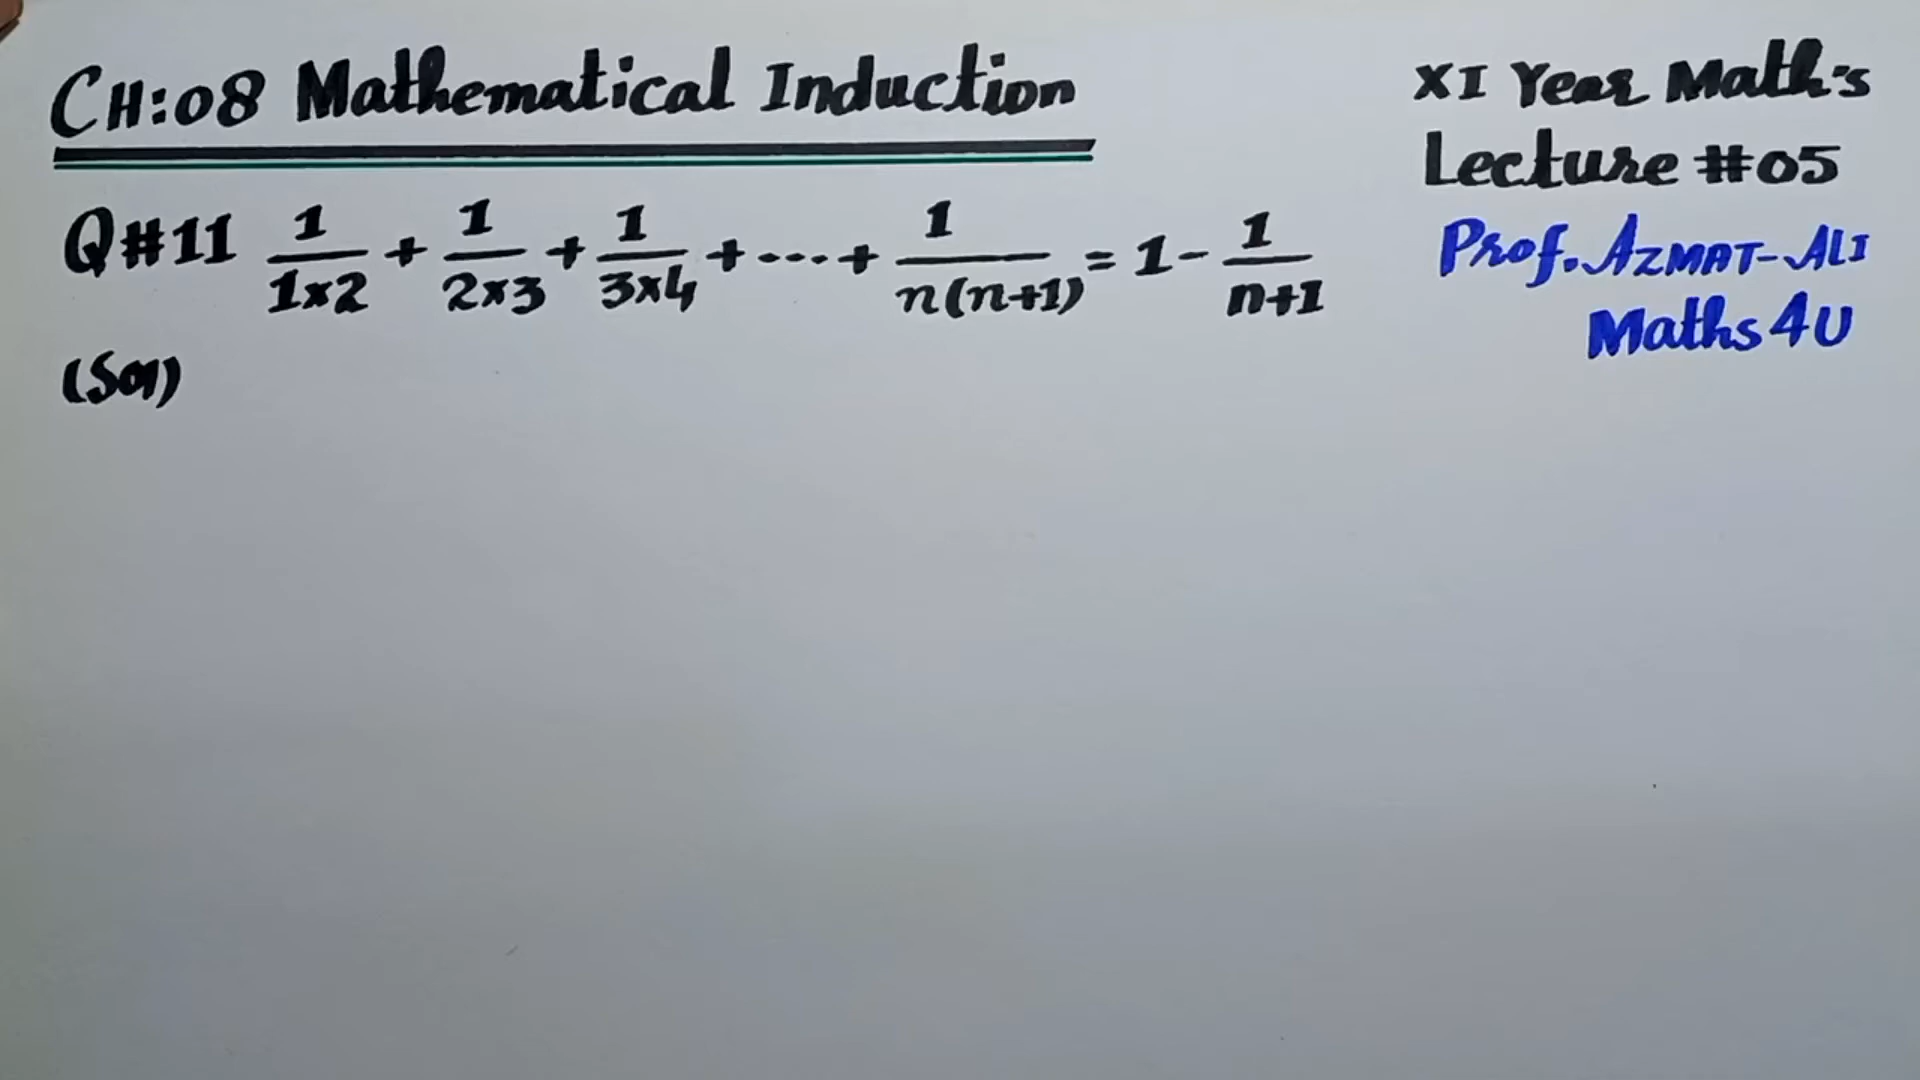 CH:08 Mathematical Induction
XI Year Math's
Lecture #05
Prof. AZMAT-ALI
Maths 4U
Q#11 1/1×2 + 1/2×3 + 1/3×4 + ... + 1/n(n+1) = 1 - 1/n+1
(Sol)